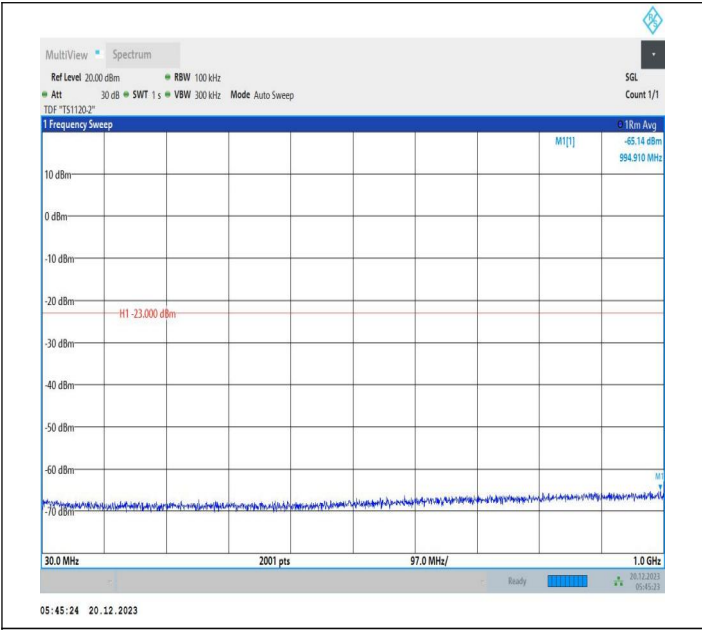 MultiView Spectrum
Ref Level 20.00 dBm RBW 100 kHz SGL
Att 30 dB SWT 1 s VBW 300 kHz Mode Auto Sweep Count 1/1
TDF "TS1120-2"
1 Frequency Sweep 1Rm Avg
M1[1] -65.14 dBm
994.910 MHz
10 dBm
0 dBm
-10 dBm
-20 dBm
H1 -23.000 dBm
-30 dBm
-40 dBm
-50 dBm
-60 dBm
M1
-70 dBm
30.0 MHz 2001 pts 97.0 MHz/ 1.0 GHz
Ready 20.12.2023
05:45:23
05:45:24 20.12.2023